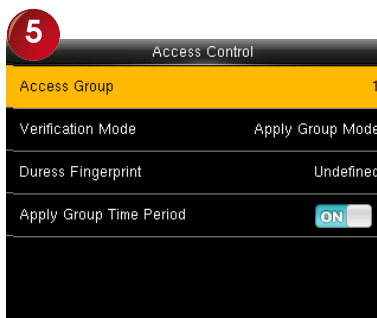 5
Access Control
Access Group 1
Verification Mode Apply Group Mode
Duress Fingerprint Undefined
Apply Group Time Period ON